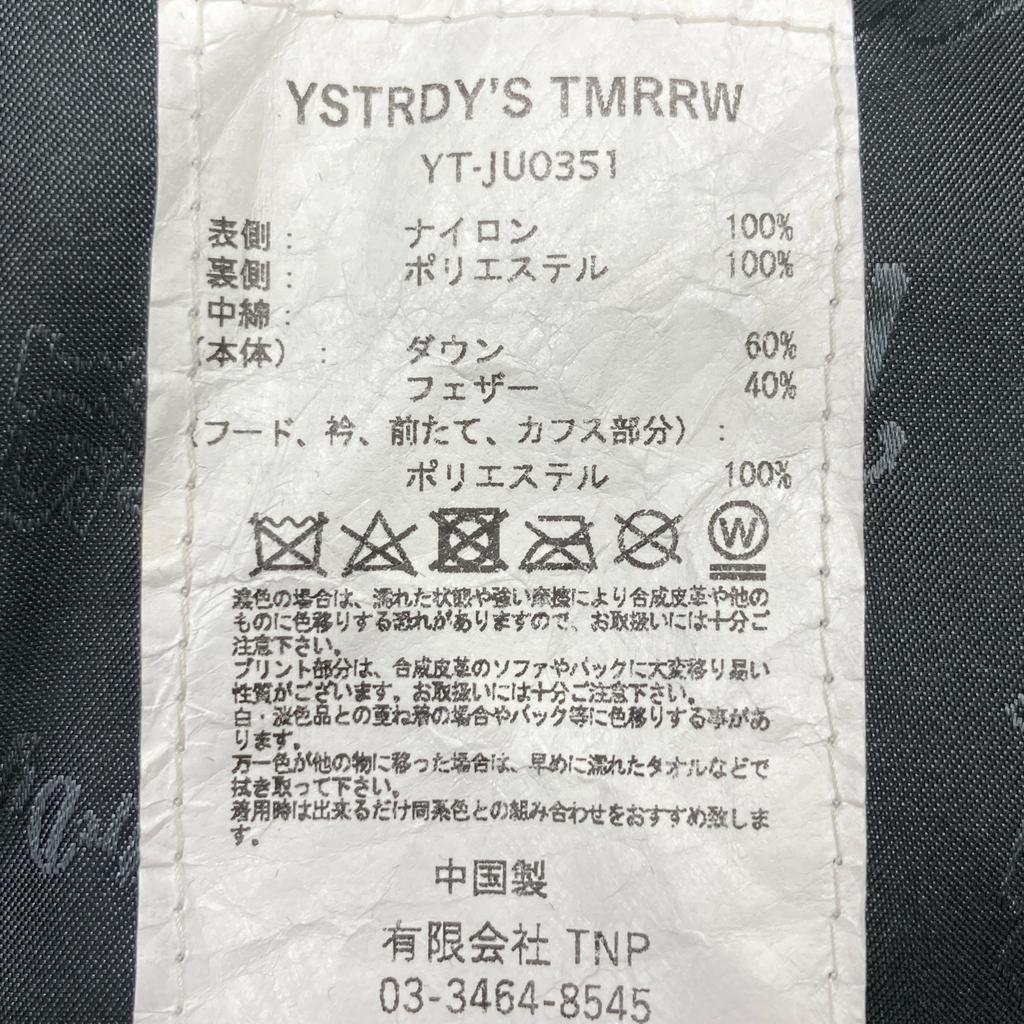 YSTRDY'S TMRRW
YT-JU0351
表側： ナイロン 100%
裏側： ポリエステル 100%
中綿：
（本体）： ダウン 60%
フェザー 40%
（フード、衿、前たて、カフス部分）：
ポリエステル 100%
W
濃色の場合は、濡れた状態や強い摩擦により合成皮革や他の
ものに色移りする恐れがありますので、お取扱いには十分ご
注意下さい。
プリント部分は、合成皮革のソファやバックに大変移り易い
性質がございます。お取扱いには十分ご注意下さい。
白・淡色品との重ね着の場合やバック等に色移りする事があ
ります。
万一色が他の物に移った場合は、早めに濡れたタオルなどで
拭き取って下さい。
着用時は出来るだけ同系色との組み合わせをおすすめ致しま
す。
中国製
有限会社 TNP
03-3464-8545